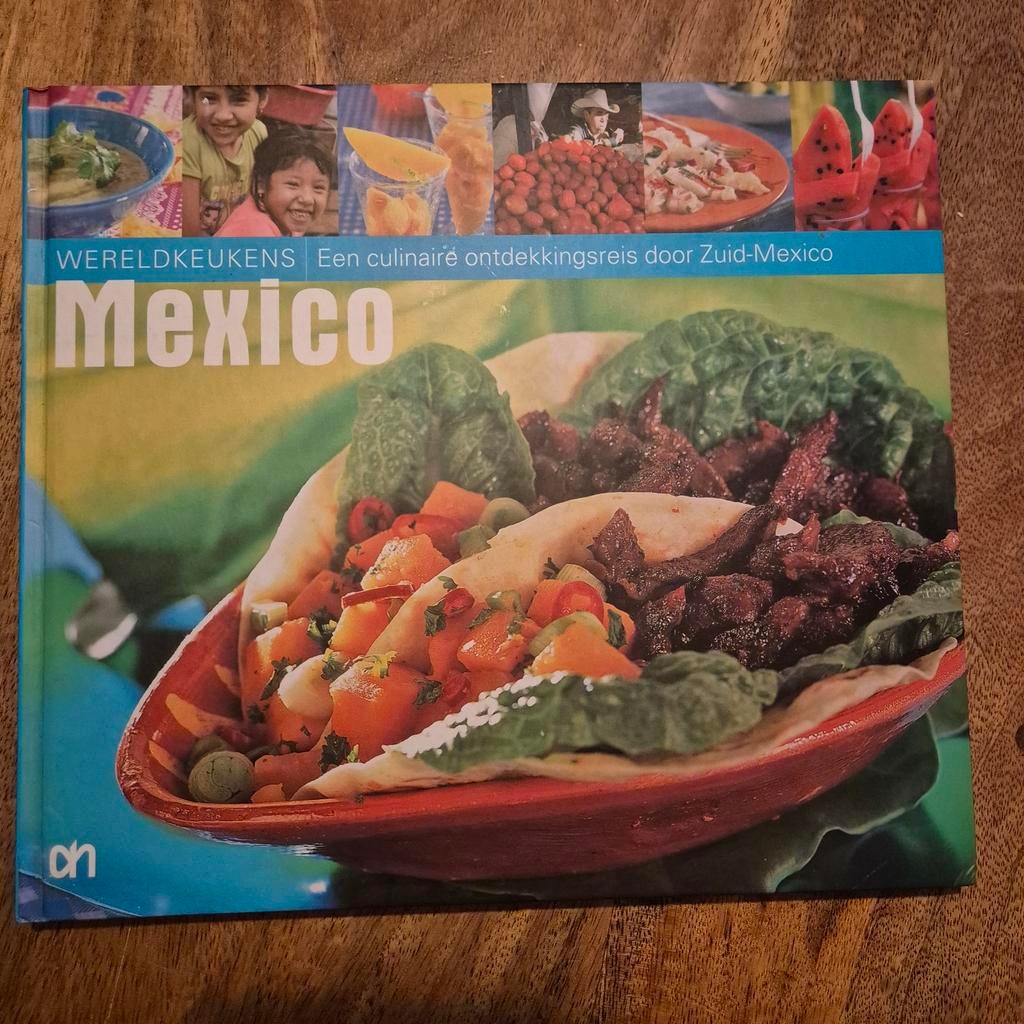 WERELDKEUKENS Een culinaire ontdekkingsreis door Zuid-Mexico
Mexico
ah